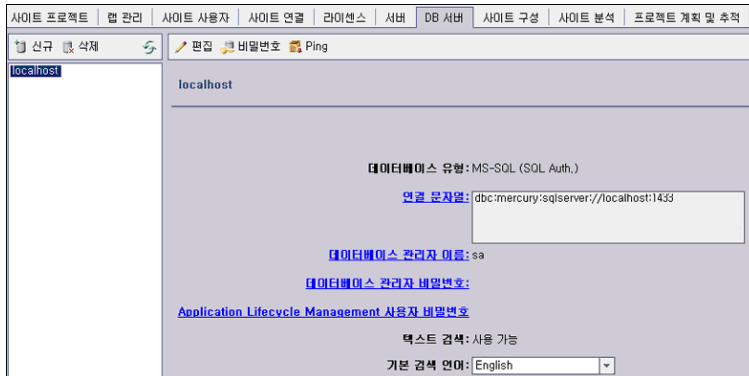 사이트 프로젝트 랩 관리 사이트 사용자 사이트 연결 라이센스 서버 DB 서버 사이트 구성 사이트 분석 프로젝트 계획 및 추적
신규 삭제 편집 비밀번호 Ping
localhost
localhost
데이터베이스 유형: MS-SQL (SQL Auth.)
연결 문자열: dbc:mercury:sqlserver://localhost:1433
데이터베이스 관리자 이름: sa
데이터베이스 관리자 비밀번호:
Application Lifecycle Management 사용자 비밀번호
텍스트 검색: 사용 가능
기본 검색 언어: English